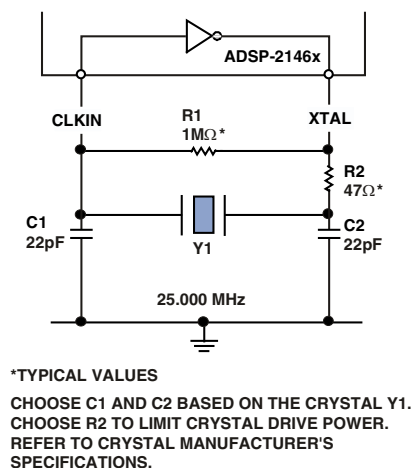 ADSP-2146x
CLKIN
R1
1MΩ*
XTAL
R2
47Ω*
C1
22pF
Y1
C2
22pF
25.000 MHz
*TYPICAL VALUES
CHOOSE C1 AND C2 BASED ON THE CRYSTAL Y1.
CHOOSE R2 TO LIMIT CRYSTAL DRIVE POWER.
REFER TO CRYSTAL MANUFACTURER'S
SPECIFICATIONS.